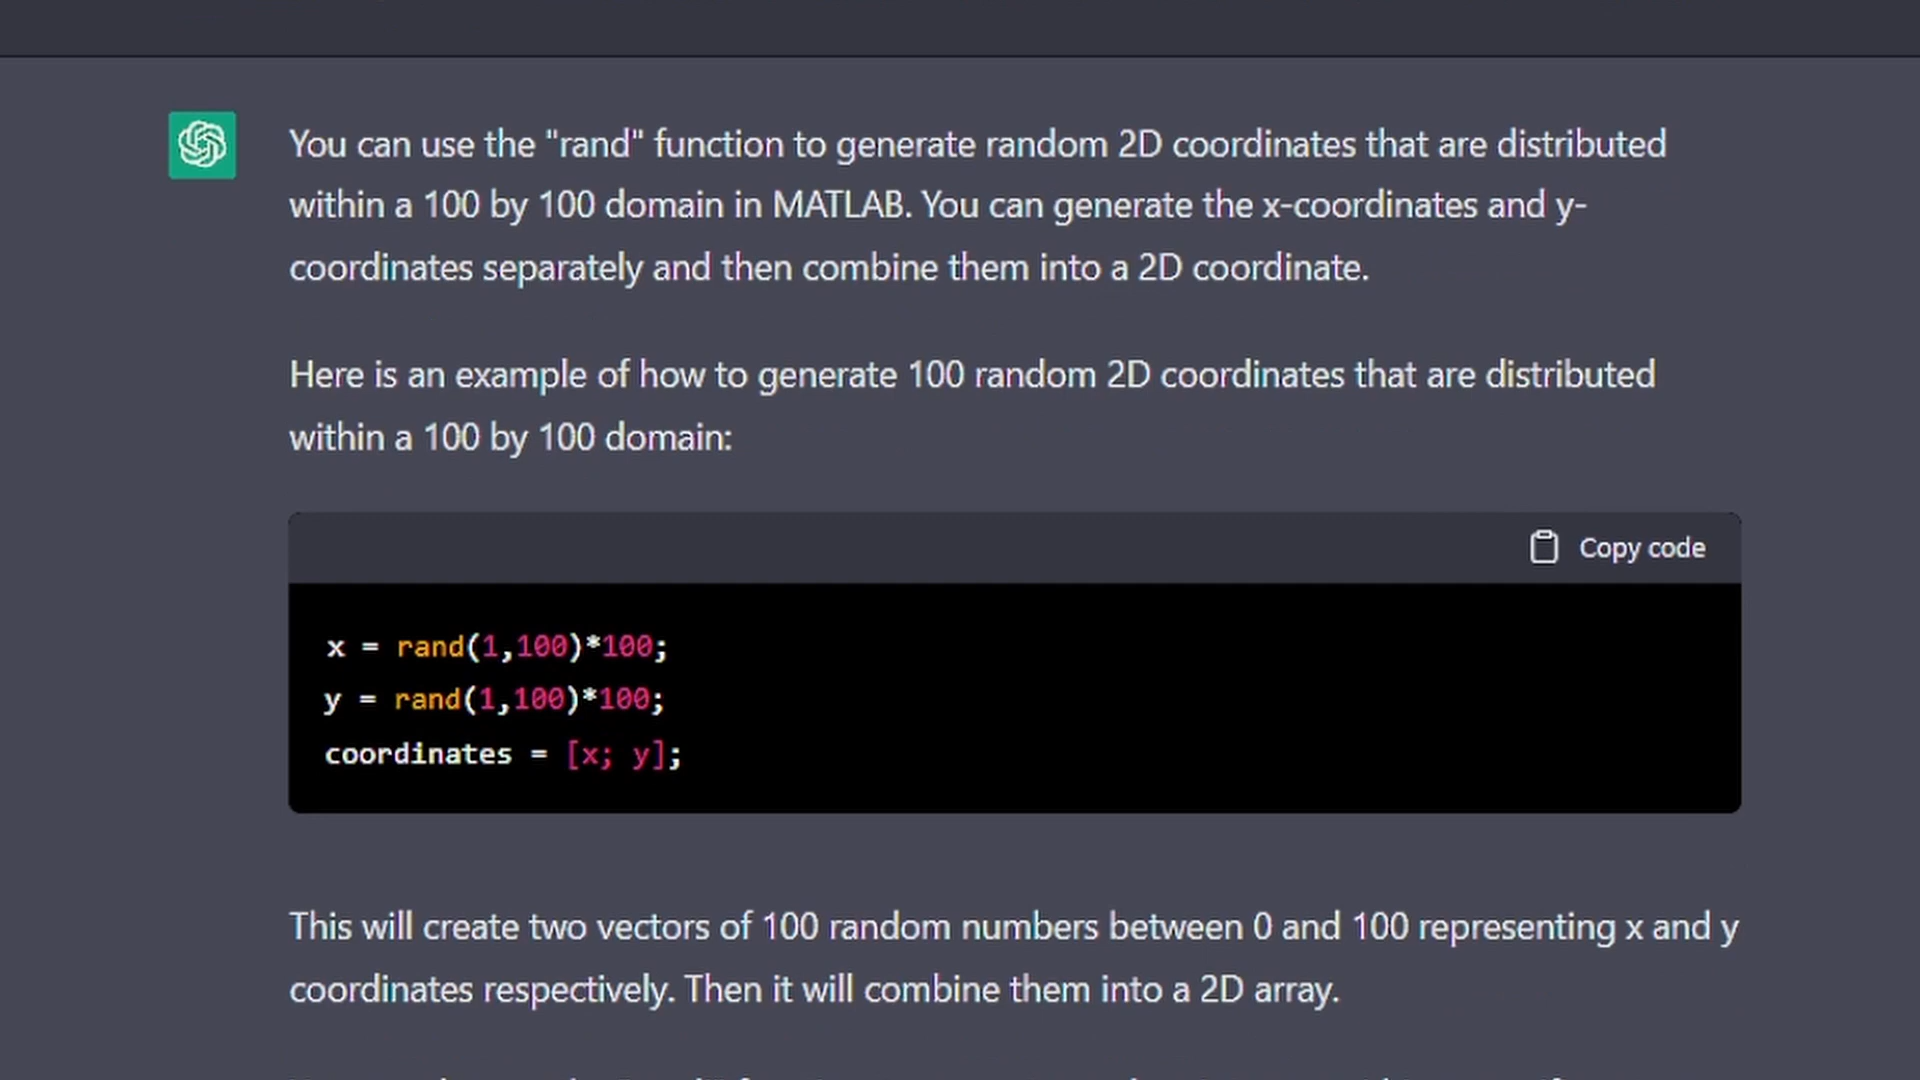 You can use the "rand" function to generate random 2D coordinates that are distributed
within a 100 by 100 domain in MATLAB. You can generate the x-coordinates and y-
coordinates separately and then combine them into a 2D coordinate.
Here is an example of how to generate 100 random 2D coordinates that are distributed
within a 100 by 100 domain:
Copy code
x = rand(1,100)*100;
y = rand(1,100)*100;
coordinates = [x; y];
This will create two vectors of 100 random numbers between 0 and 100 representing x and y
coordinates respectively. Then it will combine them into a 2D array.